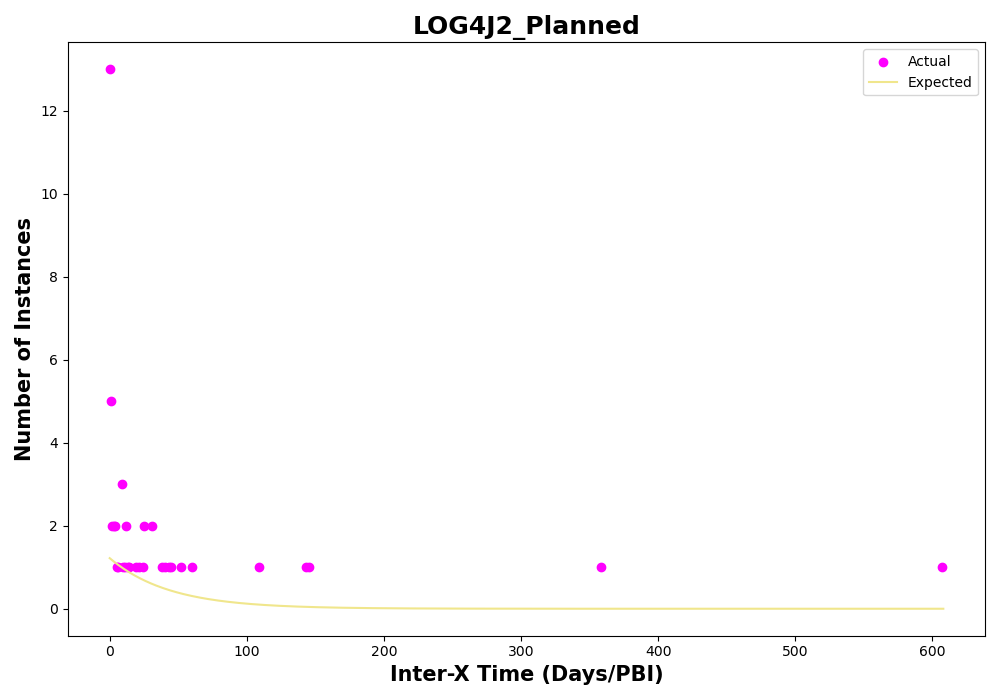 LOG4J2_Planned
Actual
Expected
Number of Instances
12
10
8
6
4
2
0
0 100 200 300 400 500 600
Inter-X Time (Days/PBI)